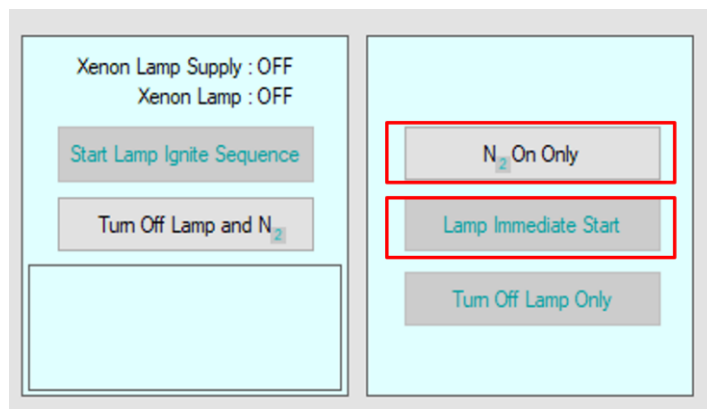 Xenon Lamp Supply : OFF
Xenon Lamp : OFF
Start Lamp Ignite Sequence
Turn Off Lamp and N2
N2 On Only
Lamp Immediate Start
Turn Off Lamp Only